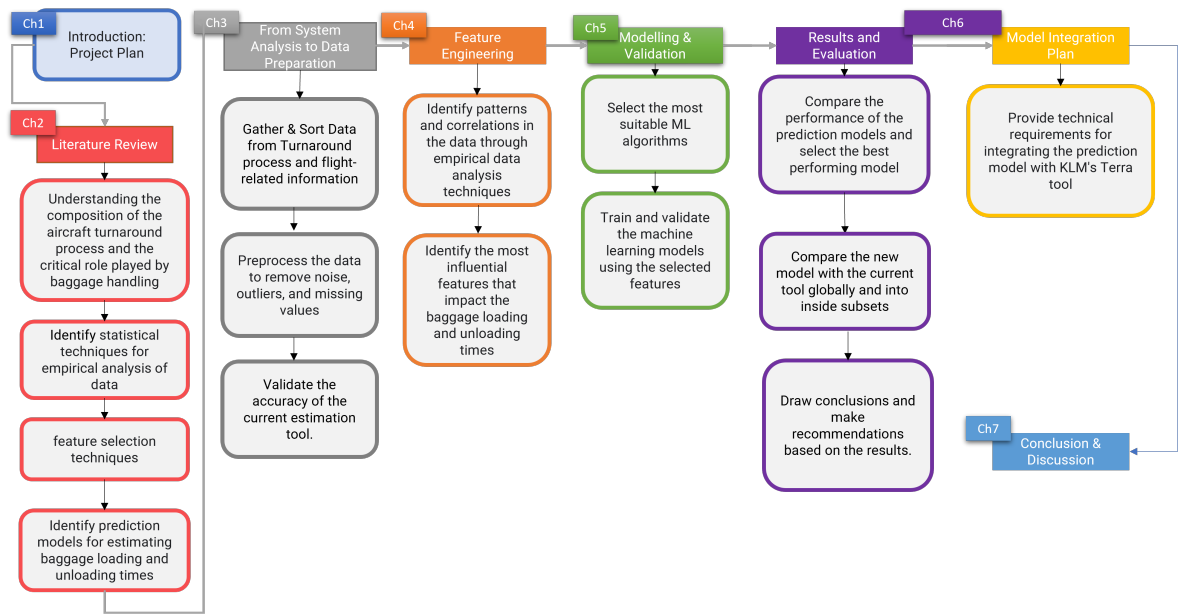 Ch1
Introduction:
Project Plan
Ch2
Literature Review
Understanding the
composition of the
aircraft turnaround
process and the
critical role played by
baggage handling
Identify statistical
techniques for
empirical analysis of
data
feature selection
techniques
Identify prediction
models for estimating
baggage loading and
unloading times
Ch3
From System
Analysis to Data
Preparation
Gather & Sort Data
from Turnaround
process and flight-
related information
Preprocess the data
to remove noise,
outliers, and missing
values
Validate the
accuracy of the
current estimation
tool.
Ch4
Feature
Engineering
Identify patterns
and correlations in
the data through
empirical data
analysis
techniques
Identify the most
influential
features that
impact the
baggage loading
and unloading
times
Ch5
Modelling &
Validation
Select the most
suitable ML
algorithms
Train and validate
the machine
learning models
using the selected
features
Results and
Evaluation
Compare the
performance of the
prediction models and
select the best
performing model
Compare the new
model with the current
tool globally and into
inside subsets
Draw conclusions and
make
recommendations
based on the results.
Ch6
Model Integration
Plan
Provide technical
requirements for
integrating the prediction
model with KLM's Terra
tool
Ch7
Conclusion &
Discussion